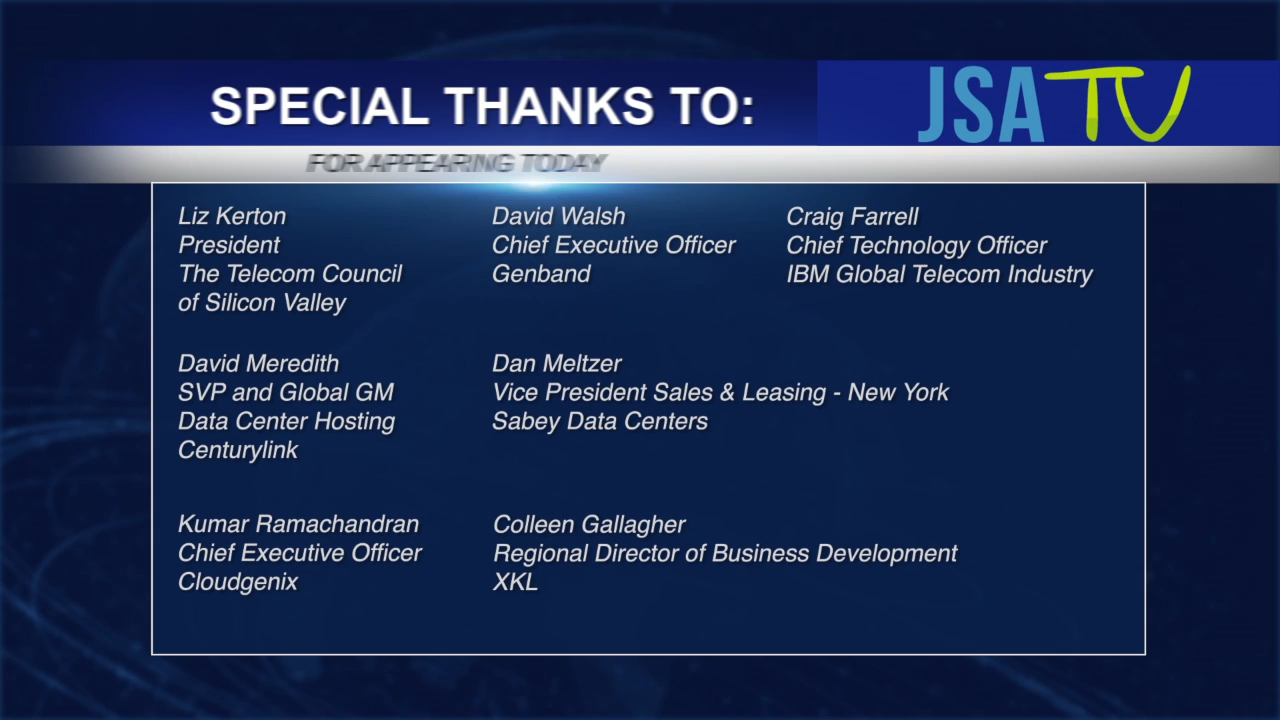 SPECIAL THANKS TO:
JSA TV
FOR APPEARING TODAY
Liz Kerton
President
The Telecom Council
of Silicon Valley
David Walsh
Chief Executive Officer
Genband
Craig Farrell
Chief Technology Officer
IBM Global Telecom Industry
David Meredith
SVP and Global GM
Data Center Hosting
Centurylink
Dan Meltzer
Vice President Sales & Leasing - New York
Sabey Data Centers
Kumar Ramachandran
Chief Executive Officer
Cloudgenix
Colleen Gallagher
Regional Director of Business Development
XKL